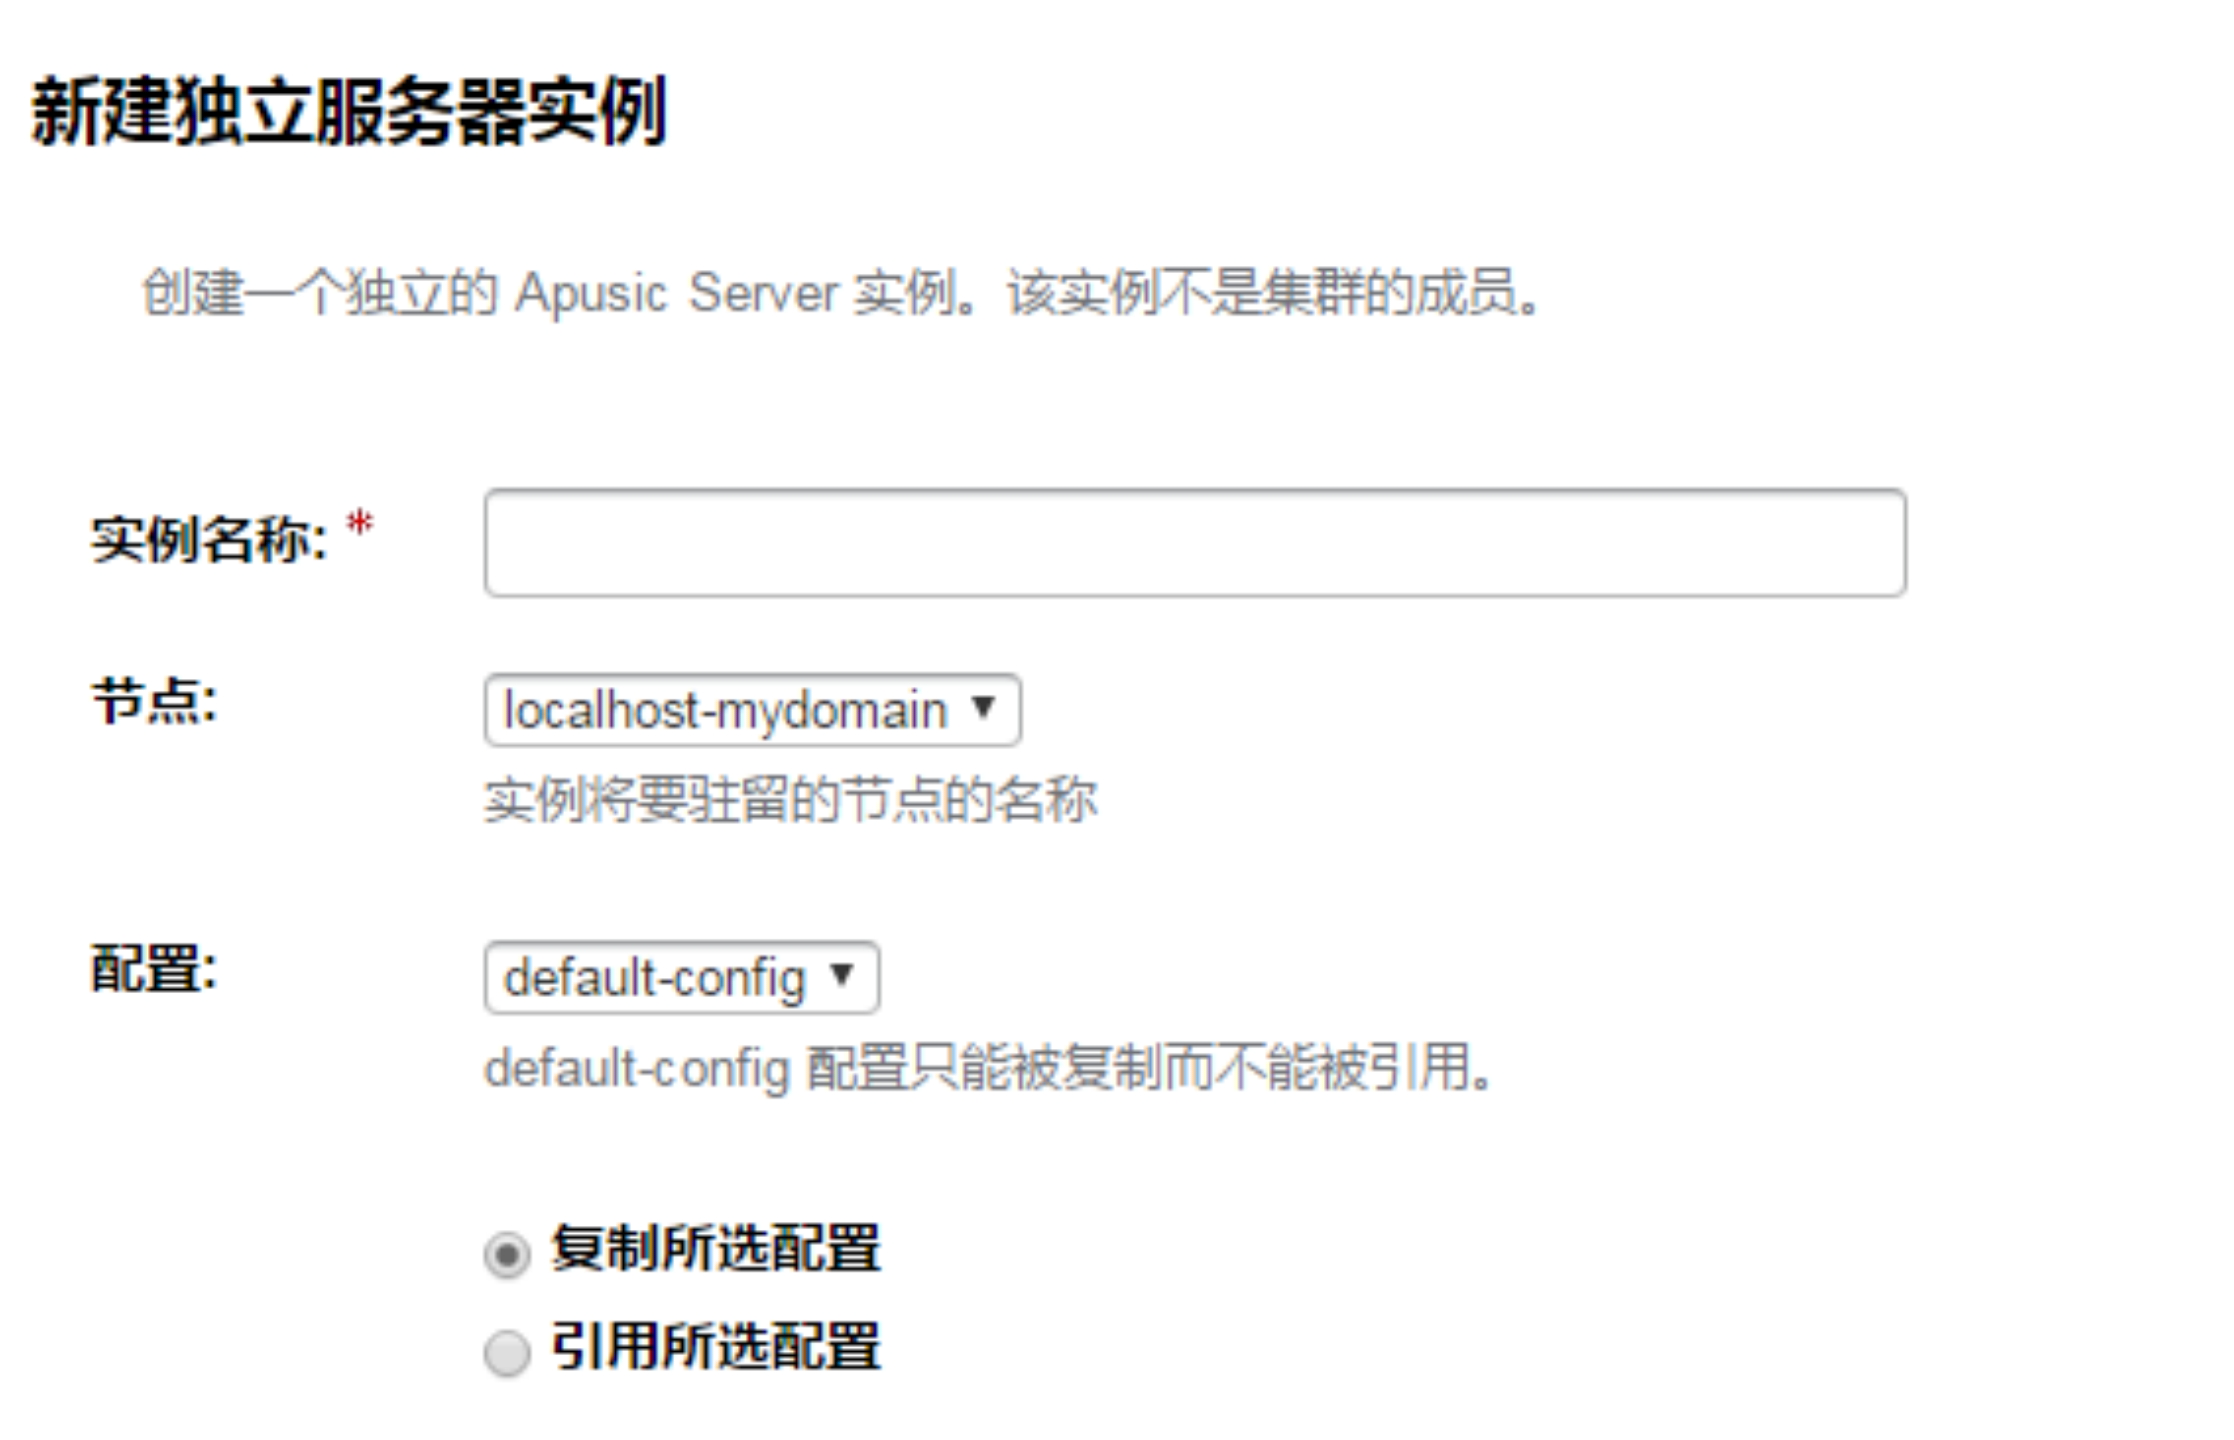 新建独立服务器实例
创建一个独立的 Apusic Server 实例。该实例不是集群的成员。
实例名称: *
节点: localhost-mydomain ▼
实例将要驻留的节点的名称
配置: default-config ▼
default-config 配置只能被复制而不能被引用。
复制所选配置
引用所选配置